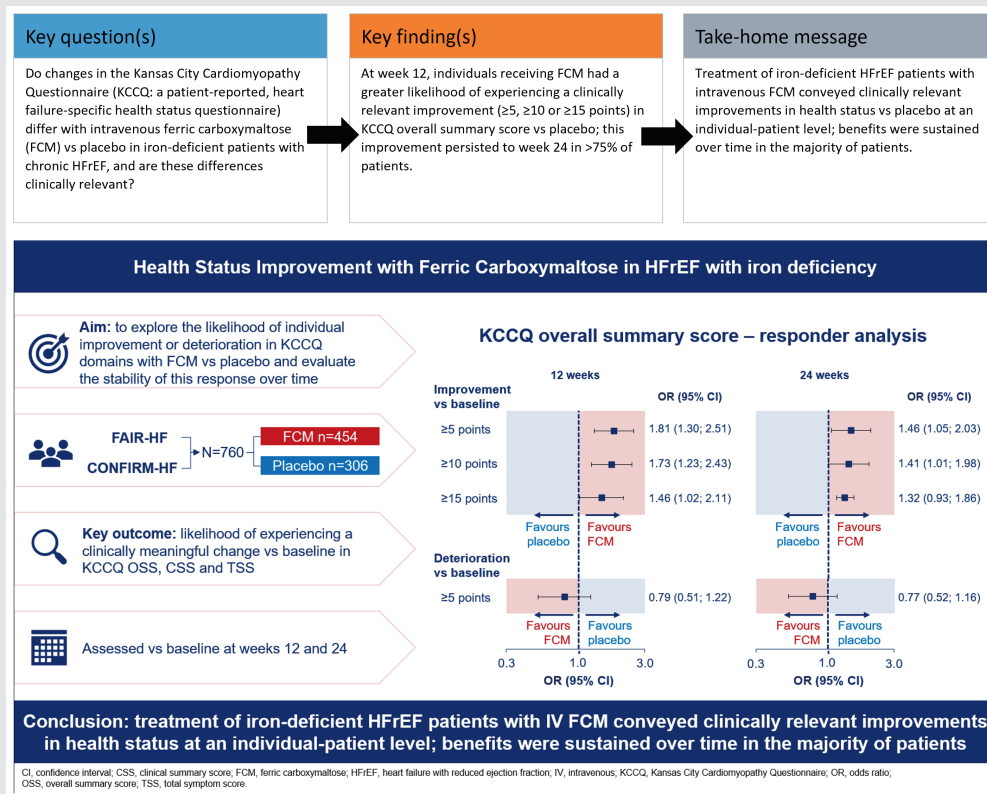 Key question(s)
Do changes in the Kansas City Cardiomyopathy
Questionnaire (KCCQ: a patient-reported, heart
failure-specific health status questionnaire)
differ with intravenous ferric carboxymaltose
(FCM) vs placebo in iron-deficient patients with
chronic HFrEF, and are these differences
clinically relevant?
Key finding(s)
At week 12, individuals receiving FCM had a
greater likelihood of experiencing a clinically
relevant improvement (≥5, ≥10 or ≥15 points) in
KCCQ overall summary score vs placebo; this
improvement persisted to week 24 in >75% of
patients.
Take-home message
Treatment of iron-deficient HFrEF patients with
intravenous FCM conveyed clinically relevant
improvements in health status vs placebo at an
individual-patient level; benefits were sustained
over time in the majority of patients.
Health Status Improvement with Ferric Carboxymaltose in HFrEF with iron deficiency
Aim: to explore the likelihood of individual
improvement or deterioration in KCCQ
domains with FCM vs placebo and evaluate
the stability of this response over time
FAIR-HF
CONFIRM-HF
N=760
FCM n=454
Placebo n=306
Key outcome: likelihood of experiencing a
clinically meaningful change vs baseline in
KCCQ OSS, CSS and TSS
Assessed vs baseline at weeks 12 and 24
KCCQ overall summary score – responder analysis
12 weeks
24 weeks
Improvement
vs baseline
OR (95% CI)
OR (95% CI)
≥5 points
1.81 (1.30; 2.51)
1.46 (1.05; 2.03)
≥10 points
1.73 (1.23; 2.43)
1.41 (1.01; 1.98)
≥15 points
1.46 (1.02; 2.11)
1.32 (0.93; 1.86)
Favours
placebo
Favours
FCM
Favours
placebo
Favours
FCM
Deterioration
vs baseline
≥5 points
0.79 (0.51; 1.22)
0.77 (0.52; 1.16)
Favours
FCM
Favours
placebo
Favours
FCM
Favours
placebo
0.3 1.0 3.0
0.3 1.0 3.0
OR (95% CI)
OR (95% CI)
Conclusion: treatment of iron-deficient HFrEF patients with IV FCM conveyed clinically relevant improvements
in health status at an individual-patient level; benefits were sustained over time in the majority of patients
CI, confidence interval; CSS, clinical summary score; FCM, ferric carboxymaltose; HFrEF, heart failure with reduced ejection fraction; IV, intravenous; KCCQ, Kansas City Cardiomyopathy Questionnaire; OR, odds ratio;
OSS, overall summary score; TSS, total symptom score.